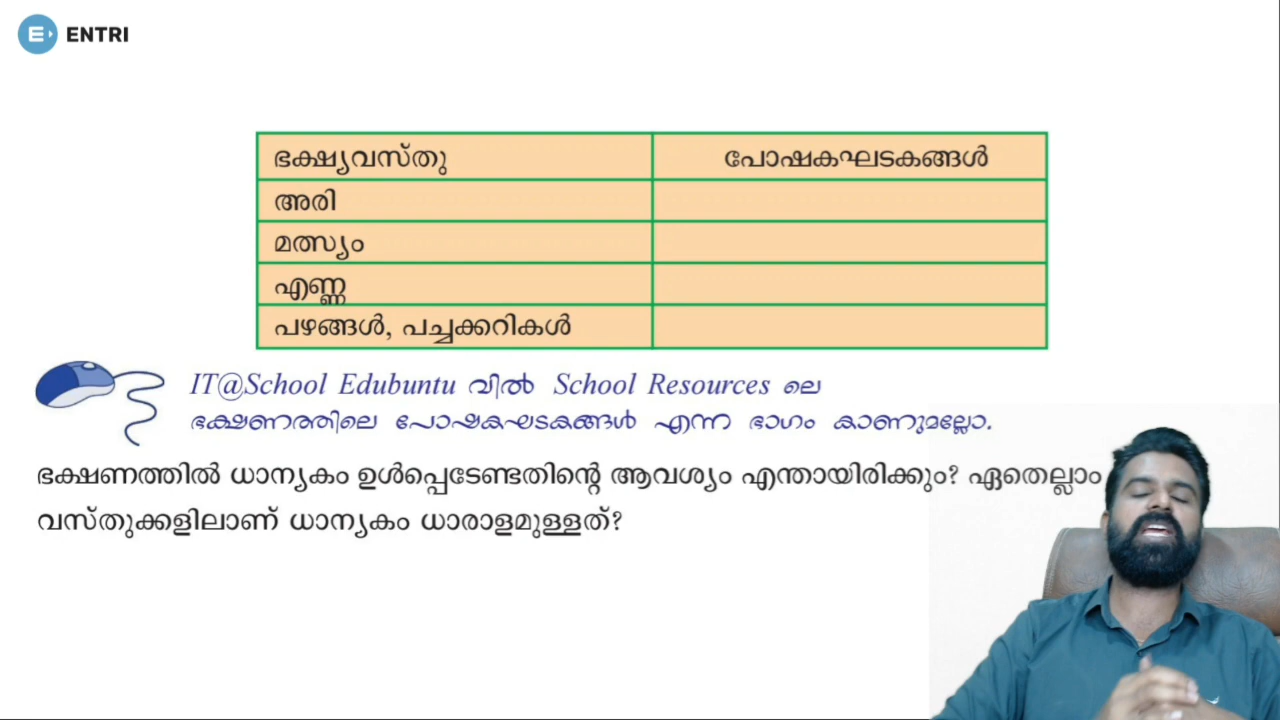 ENTRI
ഭക്ഷ്യവസ്തു പോഷകഘടകങ്ങൾ
അരി
മത്സ്യം
എണ്ണ
പഴങ്ങൾ, പച്ചക്കറികൾ
IT@School Edubuntu വിൽ School Resources ലെ
ഭക്ഷണത്തിലെ പോഷകഘടകങ്ങൾ എന്ന ഭാഗം കാണുമല്ലോ.
ഭക്ഷണത്തിൽ ധാന്യകം ഉൾപ്പെടേണ്ടതിന്റെ ആവശ്യം എന്തായിരിക്കും? ഏതെല്ലാം
വസ്തുക്കളിലാണ് ധാന്യകം ധാരാളമുള്ളത്?